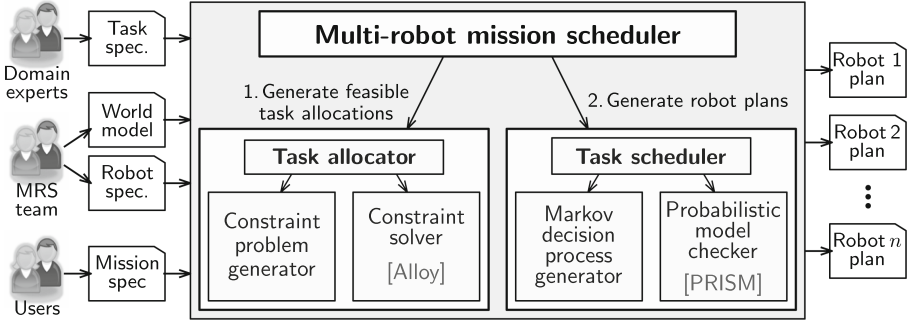 Task
spec.
Domain
experts
World
model
MRS
team
Robot
spec.
Users
Mission
spec
Multi-robot mission scheduler
1. Generate feasible
task allocations
2. Generate robot plans
Task allocator
Constraint
problem
generator
Constraint
solver
[Alloy]
Task scheduler
Markov
decision
process
generator
Probabilistic
model
checker
[PRISM]
Robot 1
plan
Robot 2
plan
Robot n
plan